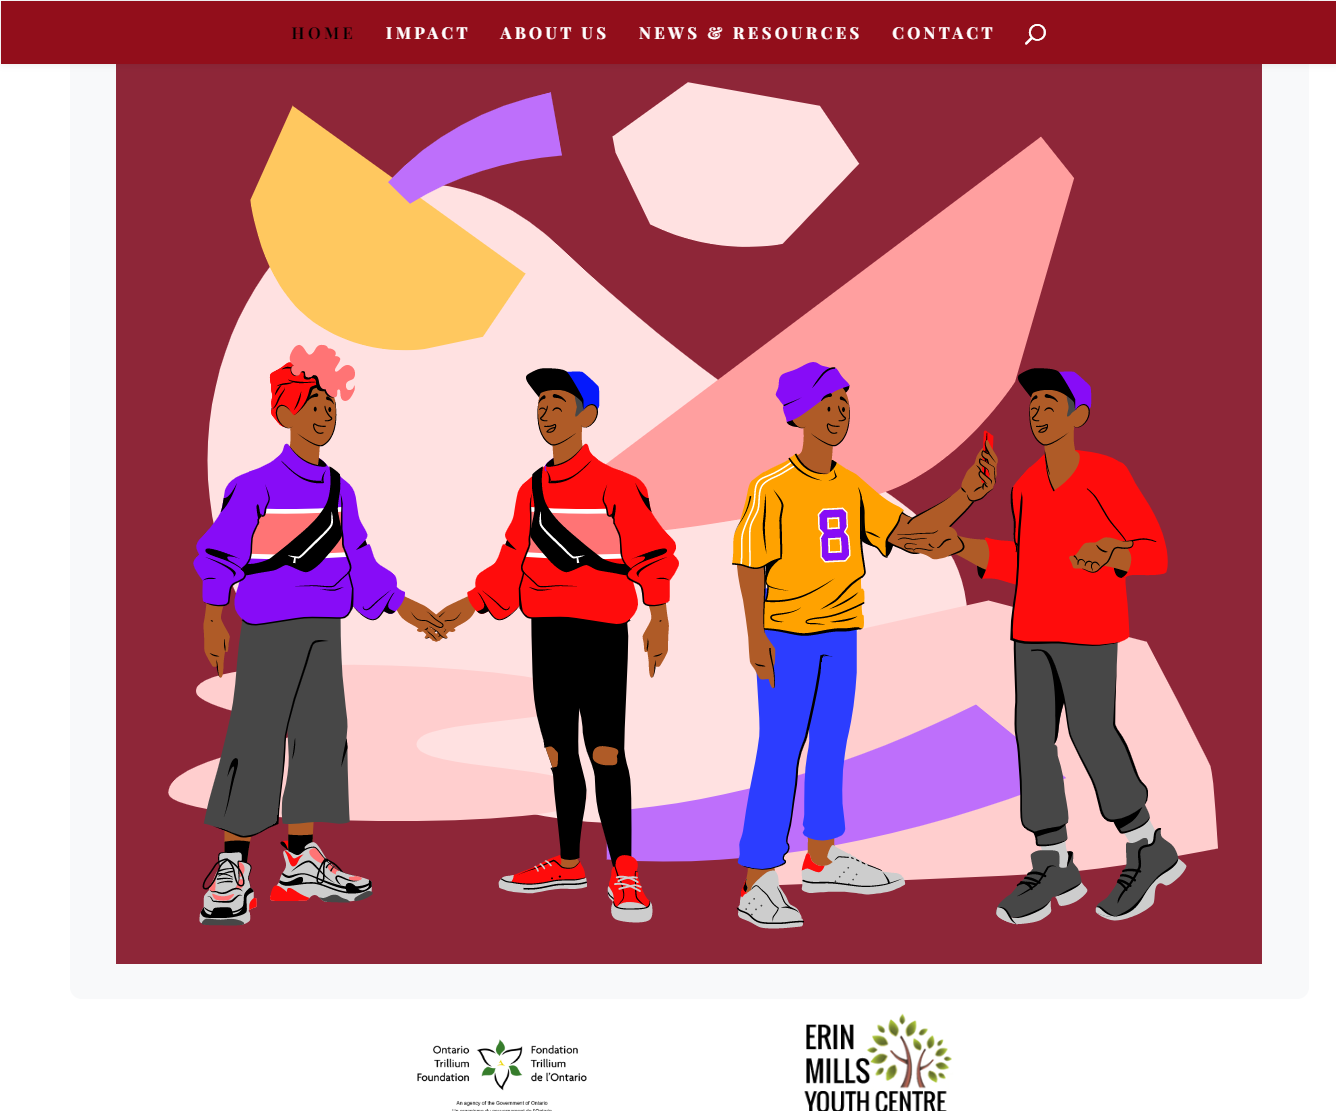 HOME IMPACT ABOUT US NEWS & RESOURCES CONTACT
8
Ontario
Trillium
Foundation
Fondation
Trillium
de l'Ontario
An agency of the Government of Ontario
ERIN
MILLS
YOUTH CENTRE